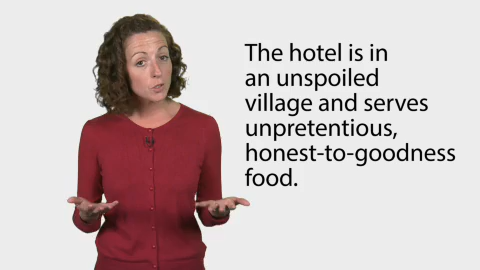 The hotel is in
an unspoiled
village and serves
unpretentious,
honest-to-goodness
food.